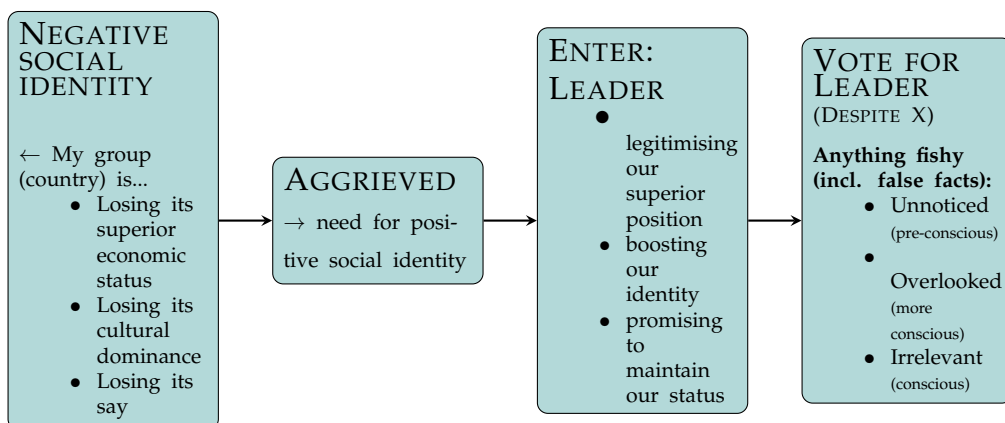 NEGATIVE
SOCIAL
IDENTITY
← My group
(country) is...
• Losing its
superior
economic
status
• Losing its
cultural
dominance
• Losing its
say
AGGRIEVED
→ need for posi-
tive social identity
ENTER:
LEADER
•
legitimising
our
superior
position
• boosting
our
identity
• promising
to
maintain
our status
VOTE FOR
LEADER
(DESPITE X)
Anything fishy
(incl. false facts):
• Unnoticed
(pre-conscious)
•
Overlooked
(more
conscious)
• Irrelevant
(conscious)